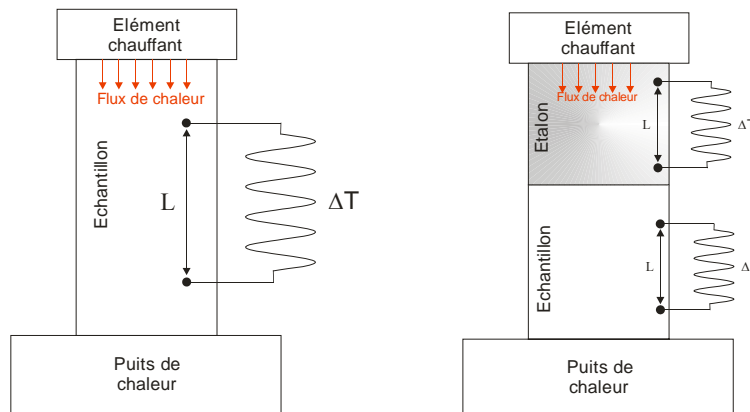 Elément
chauffant
Flux de chaleur
Echantillon
L
ΔT
Puits de
chaleur
Elément
chauffant
Flux de chaleur
Etalon
L
ΔT
Echantillon
L
Δ
Puits de
chaleur